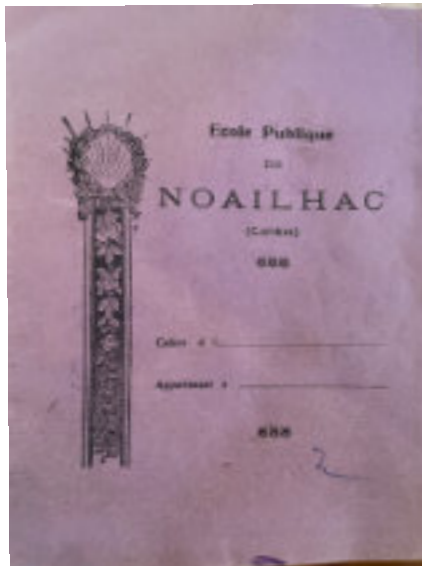 Ecole Publique
DE
NOAILHAC
(Corrèze)
Cahier d
Appartenant à